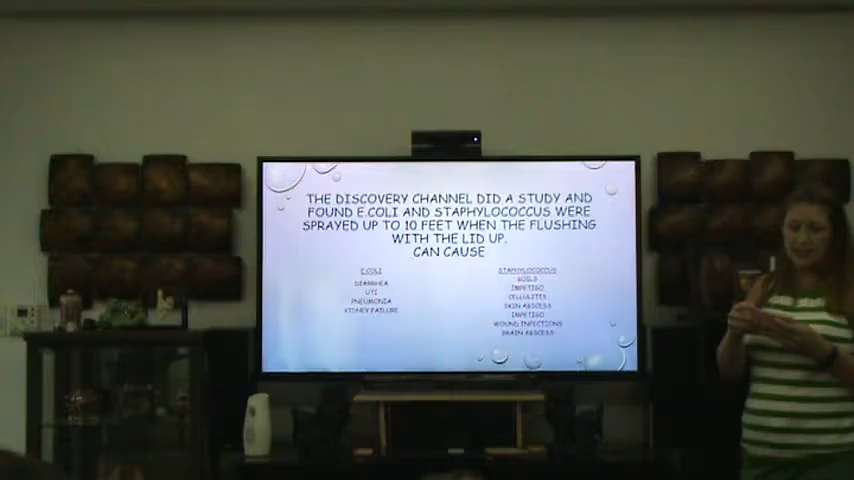 THE DISCOVERY CHANNEL DID A STUDY AND
FOUND E.COLI AND STAPHYLOCOCCUS WERE
SPRAYED UP TO 10 FEET WHEN THE FLUSHING
WITH THE LID UP.
CAN CAUSE
E.COLI
DIARRHEA
UTI
PNEUMONIA
KIDNEY FAILURE
STAPHYLOCOCCUS
BOILS
IMPETIGO
CELLULITES
SKIN ABSCESS
IMPETIGO
WOUND INFECTIONS
BRAIN ABSCESS